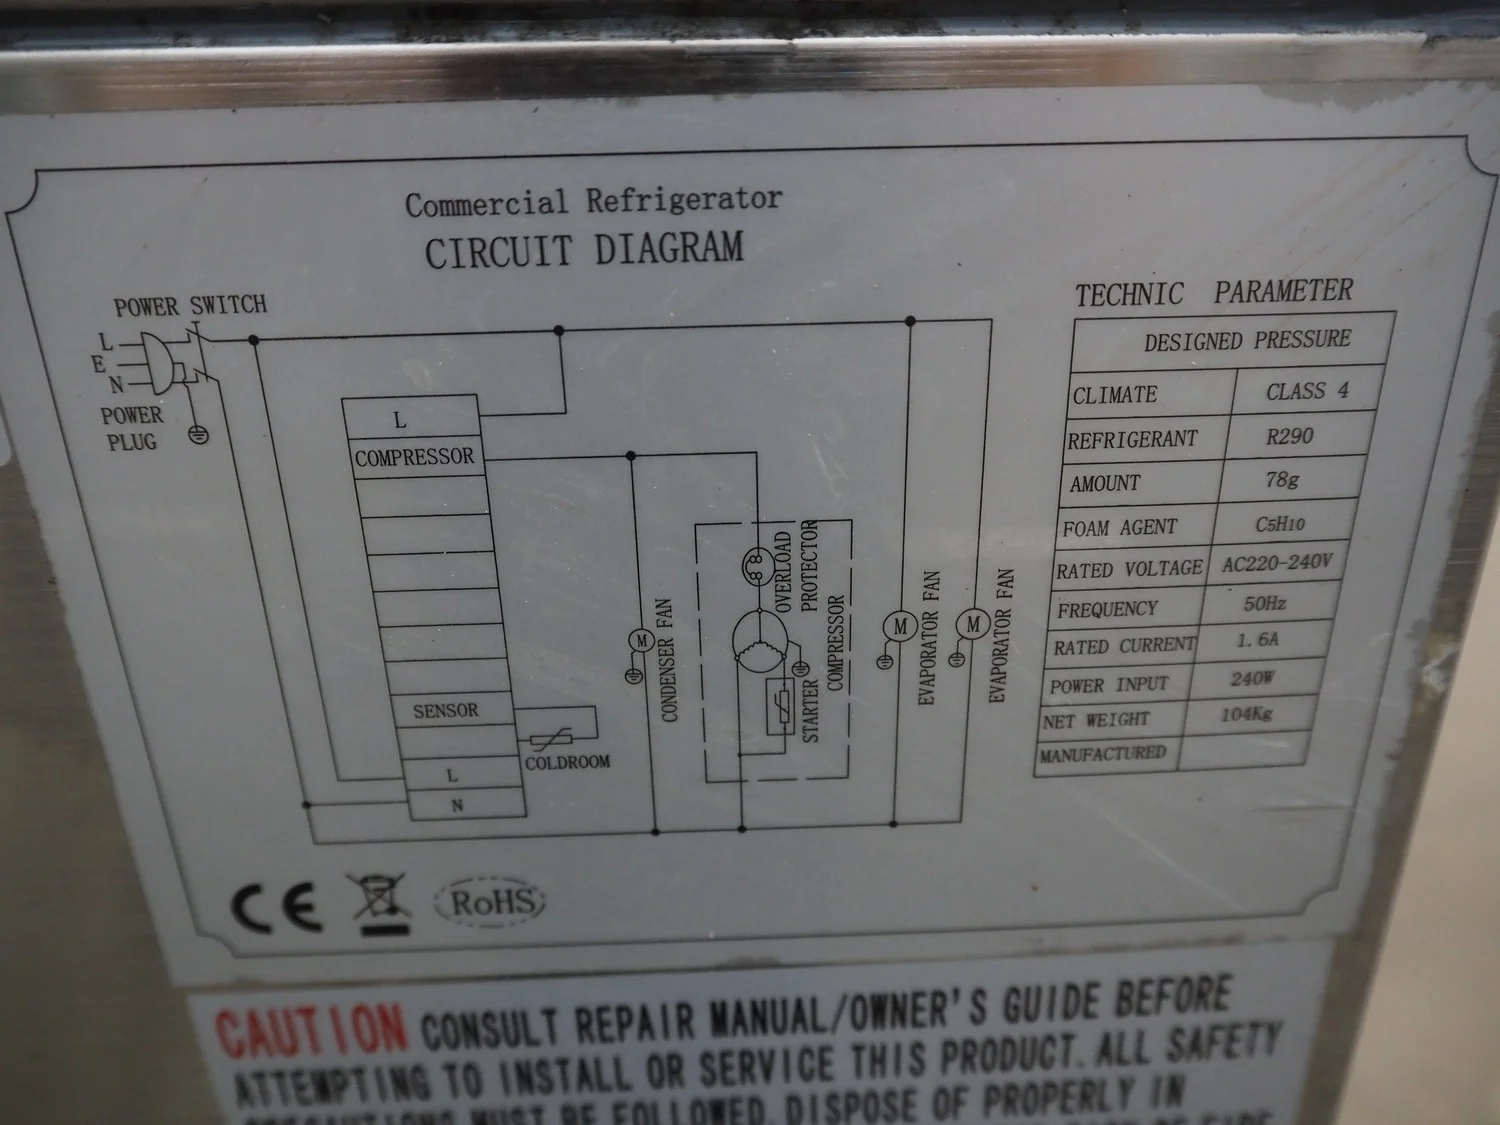 Commercial Refrigerator
CIRCUIT DIAGRAM
POWER SWITCH
L
E
N
POWER
PLUG
L
COMPRESSOR
SENSOR
L
N
COLDROOM
M
CONDENSER FAN
OVERLOAD
PROTECTOR
STARTER
COMPRESSOR
M
EVAPORATOR FAN
M
EVAPORATOR FAN
TECHNIC PARAMETER
DESIGNED PRESSURE
CLIMATE CLASS 4
REFRIGERANT R290
AMOUNT 78g
FOAM AGENT C5H10
RATED VOLTAGE AC220-240V
FREQUENCY 50Hz
RATED CURRENT 1.6A
POWER INPUT 240W
NET WEIGHT 104Kg
MANUFACTURED
CE
RoHS
CAUTION CONSULT REPAIR MANUAL/OWNER'S GUIDE BEFORE
ATTEMPTING TO INSTALL OR SERVICE THIS PRODUCT. ALL SAFETY
MUST BE FOLLOWED. DISPOSE OF PROPERLY IN